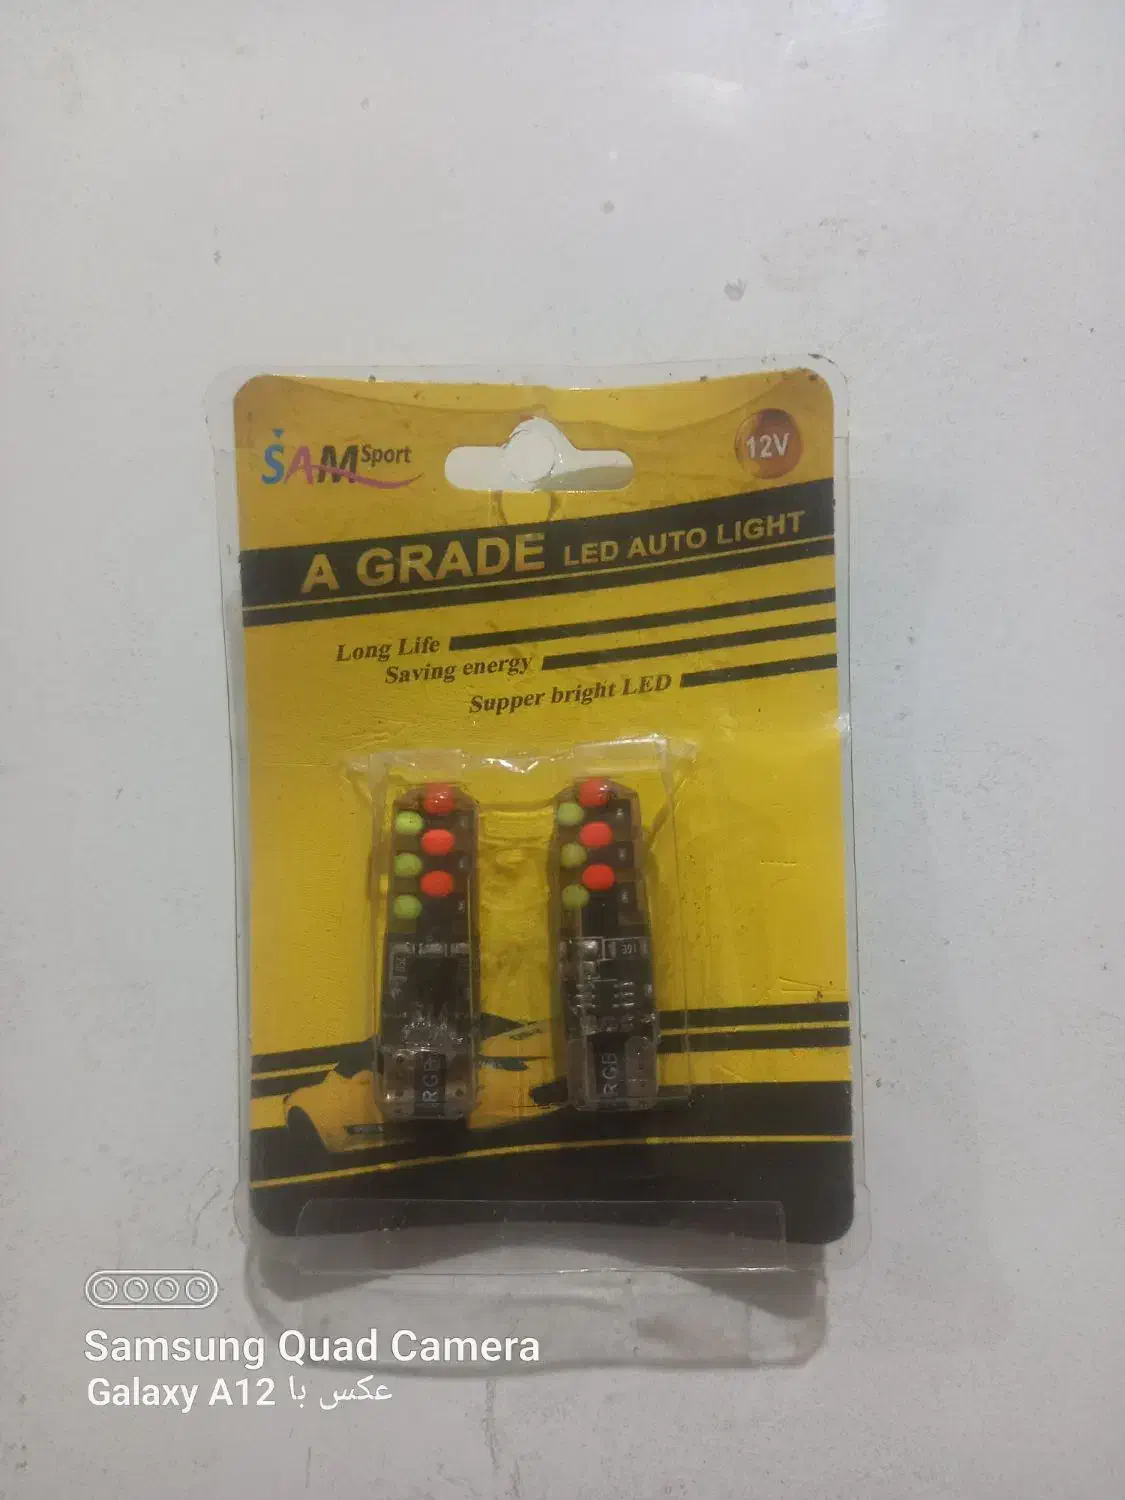 SAM Sport
12V
A GRADE LED AUTO LIGHT
Long Life
Saving energy
Supper bright LED
RGB
RGB
Samsung Quad Camera
عکس با Galaxy A12